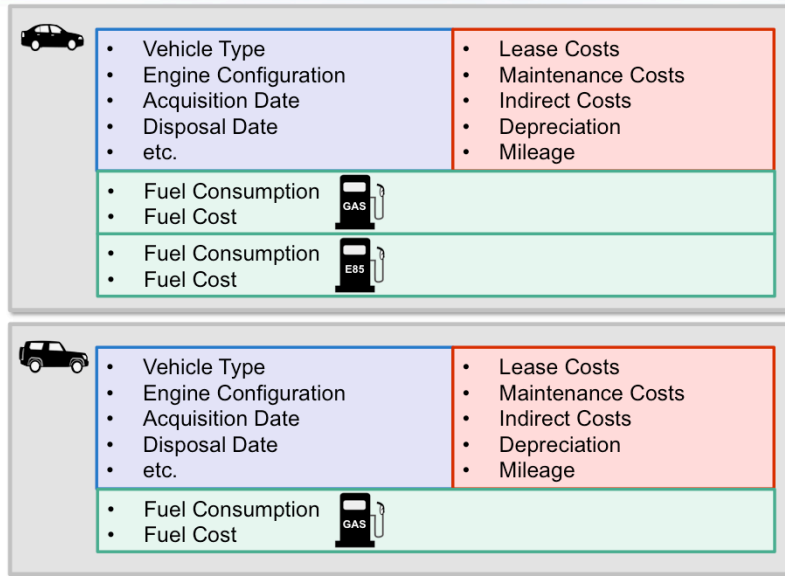 • Vehicle Type
• Engine Configuration
• Acquisition Date
• Disposal Date
• etc.
• Lease Costs
• Maintenance Costs
• Indirect Costs
• Depreciation
• Mileage
• Fuel Consumption
• Fuel Cost
GAS
• Fuel Consumption
• Fuel Cost
E85
• Vehicle Type
• Engine Configuration
• Acquisition Date
• Disposal Date
• etc.
• Lease Costs
• Maintenance Costs
• Indirect Costs
• Depreciation
• Mileage
• Fuel Consumption
• Fuel Cost
GAS